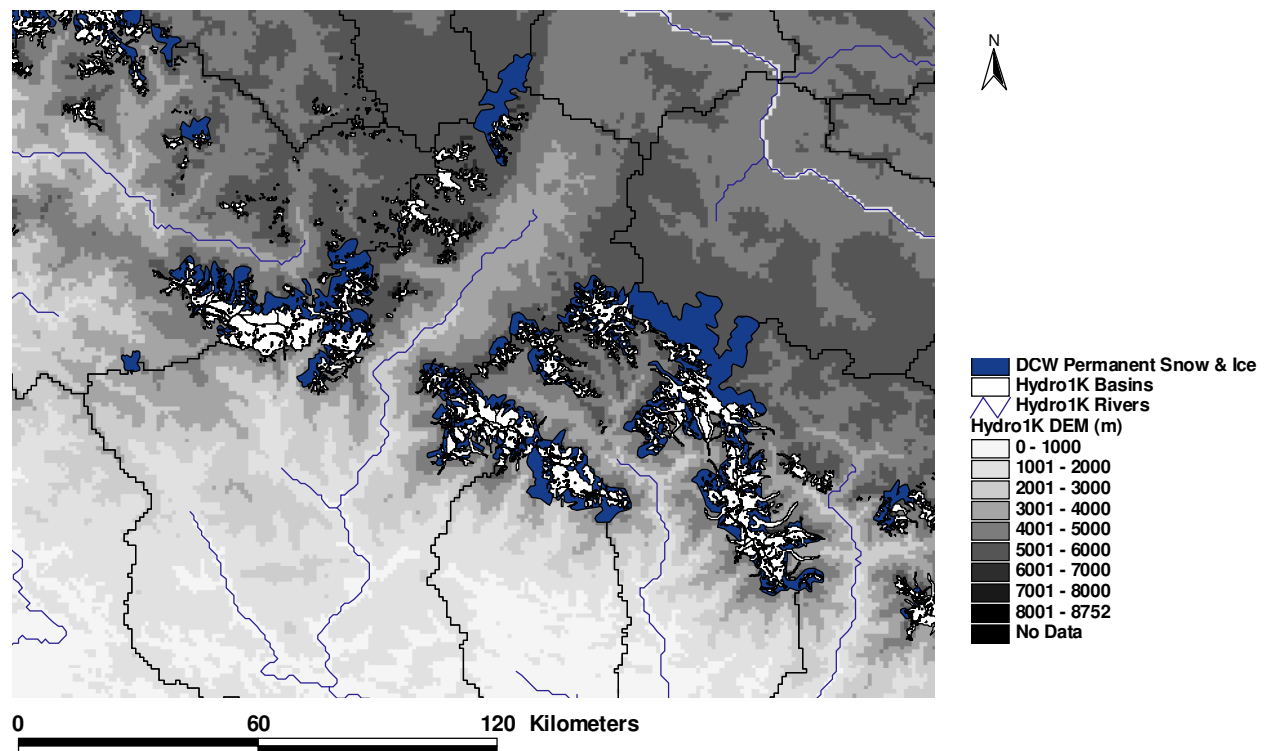 N
DCW Permanent Snow & Ice
Hydro1K Basins
Hydro1K Rivers
Hydro1K DEM (m)
0 - 1000
1001 - 2000
2001 - 3000
3001 - 4000
4001 - 5000
5001 - 6000
6001 - 7000
7001 - 8000
8001 - 8752
No Data
0 60 120 Kilometers